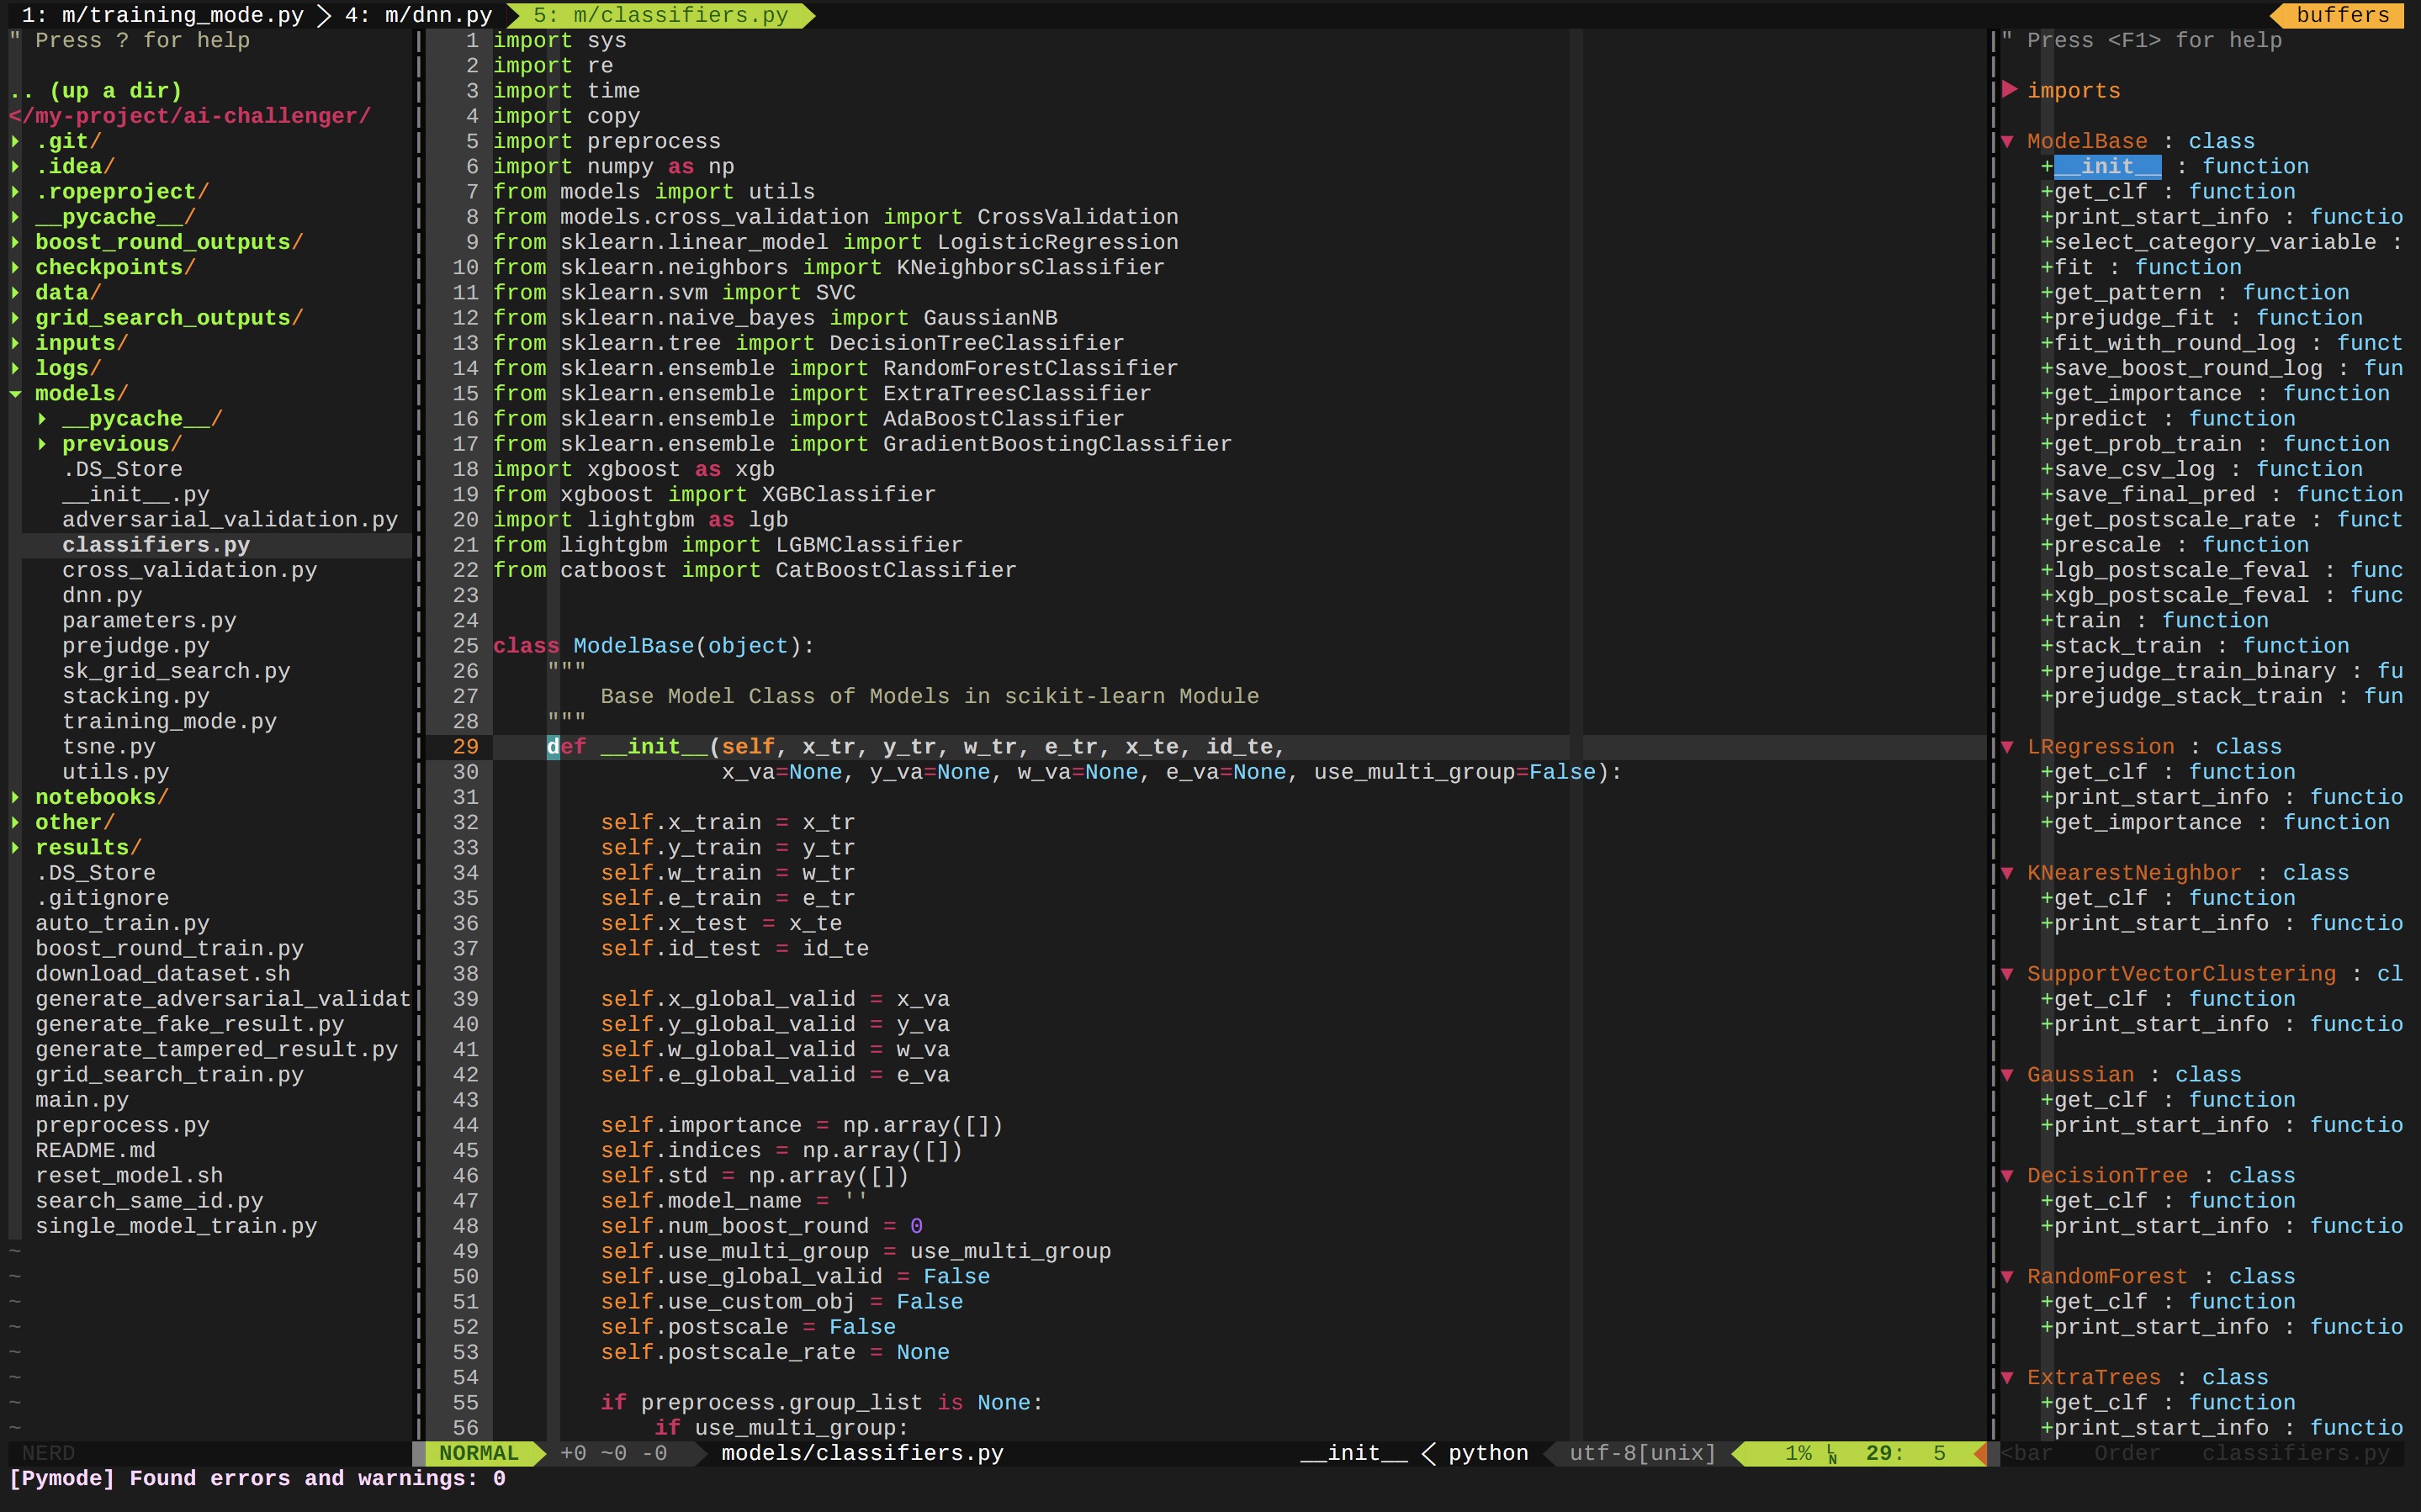 1: m/training_mode.py 4: m/dnn.py 5: m/classifiers.py buffers
" Press ? for help
.. (up a dir)
</my-project/ai-challenger/
.git/
.idea/
.ropeproject/
__pycache__/
boost_round_outputs/
checkpoints/
data/
grid_search_outputs/
inputs/
logs/
models/
__pycache__/
previous/
.DS_Store
__init__.py
adversarial_validation.py
classifiers.py
cross_validation.py
dnn.py
parameters.py
prejudge.py
sk_grid_search.py
stacking.py
training_mode.py
tsne.py
utils.py
notebooks/
other/
results/
.DS_Store
.gitignore
auto_train.py
boost_round_train.py
download_dataset.sh
generate_adversarial_validat
generate_fake_result.py
generate_tampered_result.py
grid_search_train.py
main.py
preprocess.py
README.md
reset_model.sh
search_same_id.py
single_model_train.py
~
~
~
~
~
~
~
~
1 import sys
2 import re
3 import time
4 import copy
5 import preprocess
6 import numpy as np
7 from models import utils
8 from models.cross_validation import CrossValidation
9 from sklearn.linear_model import LogisticRegression
10 from sklearn.neighbors import KNeighborsClassifier
11 from sklearn.svm import SVC
12 from sklearn.naive_bayes import GaussianNB
13 from sklearn.tree import DecisionTreeClassifier
14 from sklearn.ensemble import RandomForestClassifier
15 from sklearn.ensemble import ExtraTreesClassifier
16 from sklearn.ensemble import AdaBoostClassifier
17 from sklearn.ensemble import GradientBoostingClassifier
18 import xgboost as xgb
19 from xgboost import XGBClassifier
20 import lightgbm as lgb
21 from lightgbm import LGBMClassifier
22 from catboost import CatBoostClassifier
23
24
25 class ModelBase(object):
26 """
27 Base Model Class of Models in scikit-learn Module
28 """
29 def __init__(self, x_tr, y_tr, w_tr, e_tr, x_te, id_te,
30 x_va=None, y_va=None, w_va=None, e_va=None, use_multi_group=False):
31
32 self.x_train = x_tr
33 self.y_train = y_tr
34 self.w_train = w_tr
35 self.e_train = e_tr
36 self.x_test = x_te
37 self.id_test = id_te
38
39 self.x_global_valid = x_va
40 self.y_global_valid = y_va
41 self.w_global_valid = w_va
42 self.e_global_valid = e_va
43
44 self.importance = np.array([])
45 self.indices = np.array([])
46 self.std = np.array([])
47 self.model_name = ''
48 self.num_boost_round = 0
49 self.use_multi_group = use_multi_group
50 self.use_global_valid = False
51 self.use_custom_obj = False
52 self.postscale = False
53 self.postscale_rate = None
54
55 if preprocess.group_list is None:
56 if use_multi_group:
" Press <F1> for help
▶ imports
▼ ModelBase : class
+__init__ : function
+get_clf : function
+print_start_info : functio
+select_category_variable :
+fit : function
+get_pattern : function
+prejudge_fit : function
+fit_with_round_log : funct
+save_boost_round_log : fun
+get_importance : function
+predict : function
+get_prob_train : function
+save_csv_log : function
+save_final_pred : function
+get_postscale_rate : funct
+prescale : function
+lgb_postscale_feval : func
+xgb_postscale_feval : func
+train : function
+stack_train : function
+prejudge_train_binary : fu
+prejudge_stack_train : fun
▼ LRegression : class
+get_clf : function
+print_start_info : functio
+get_importance : function
▼ KNearestNeighbor : class
+get_clf : function
+print_start_info : functio
▼ SupportVectorClustering : cl
+get_clf : function
+print_start_info : functio
▼ Gaussian : class
+get_clf : function
+print_start_info : functio
▼ DecisionTree : class
+get_clf : function
+print_start_info : functio
▼ RandomForest : class
+get_clf : function
+print_start_info : functio
▼ ExtraTrees : class
+get_clf : function
+print_start_info : functio
NERD NORMAL +0 ~0 -0 models/classifiers.py __init__ python utf-8[unix] 1% LN 29: 5 <bar Order classifiers.py
[Pymode] Found errors and warnings: 0